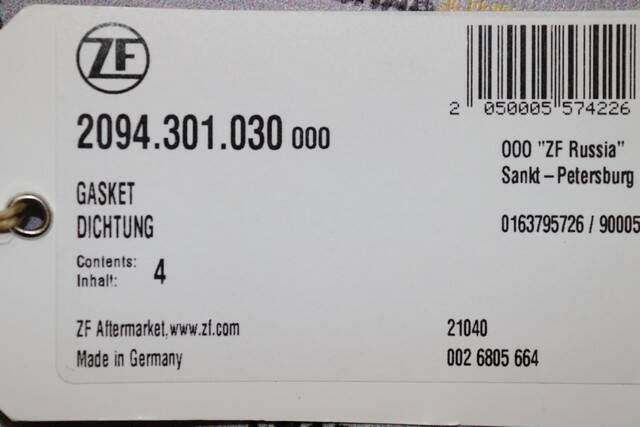 ZF
2 050005 574226
2094.301.030 000
OOO "ZF Russia"
Sankt-Petersburg
GASKET
DICHTUNG
0163795726 / 90005
Contents:
Inhalt: 4
ZF Aftermarket, www.zf.com
Made in Germany
21040
002 6805 664